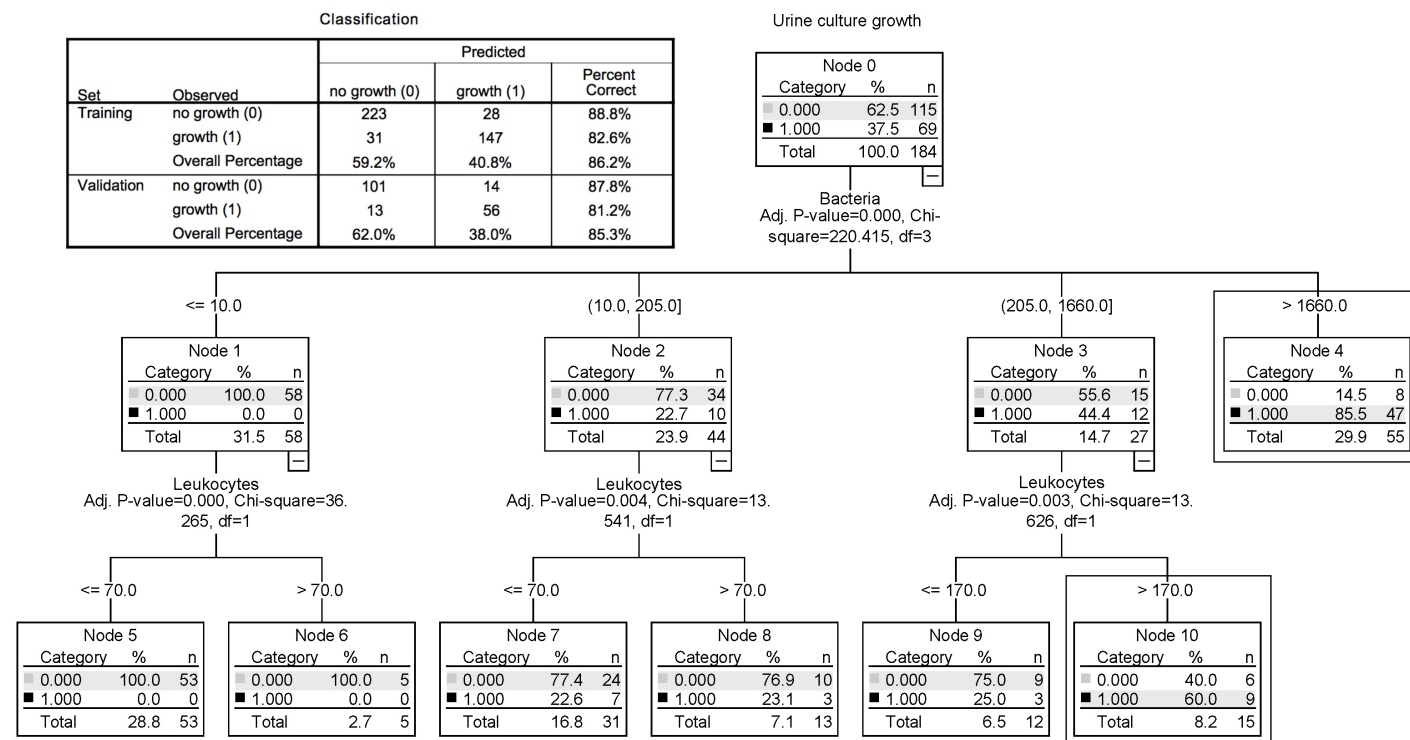 Classification
Predicted
Set Observed no growth (0) growth (1) Percent Correct
Training no growth (0) 223 28 88.8%
growth (1) 31 147 82.6%
Overall Percentage 59.2% 40.8% 86.2%
Validation no growth (0) 101 14 87.8%
growth (1) 13 56 81.2%
Overall Percentage 62.0% 38.0% 85.3%
Urine culture growth
Node 0
Category % n
0.000 62.5 115
1.000 37.5 69
Total 100.0 184
Bacteria
Adj. P-value=0.000, Chi-
square=220.415, df=3
<= 10.0
(10.0, 205.0]
(205.0, 1660.0]
> 1660.0
Node 1
Category % n
0.000 100.0 58
1.000 0.0 0
Total 31.5 58
Node 2
Category % n
0.000 77.3 34
1.000 22.7 10
Total 23.9 44
Node 3
Category % n
0.000 55.6 15
1.000 44.4 12
Total 14.7 27
Node 4
Category % n
0.000 14.5 8
1.000 85.5 47
Total 29.9 55
Leukocytes
Adj. P-value=0.000, Chi-square=36.
265, df=1
Leukocytes
Adj. P-value=0.004, Chi-square=13.
541, df=1
Leukocytes
Adj. P-value=0.003, Chi-square=13.
626, df=1
<= 70.0
> 70.0
<= 70.0
> 70.0
<= 170.0
> 170.0
Node 5
Category % n
0.000 100.0 53
1.000 0.0 0
Total 28.8 53
Node 6
Category % n
0.000 100.0 5
1.000 0.0 0
Total 2.7 5
Node 7
Category % n
0.000 77.4 24
1.000 22.6 7
Total 16.8 31
Node 8
Category % n
0.000 76.9 10
1.000 23.1 3
Total 7.1 13
Node 9
Category % n
0.000 75.0 9
1.000 25.0 3
Total 6.5 12
Node 10
Category % n
0.000 40.0 6
1.000 60.0 9
Total 8.2 15